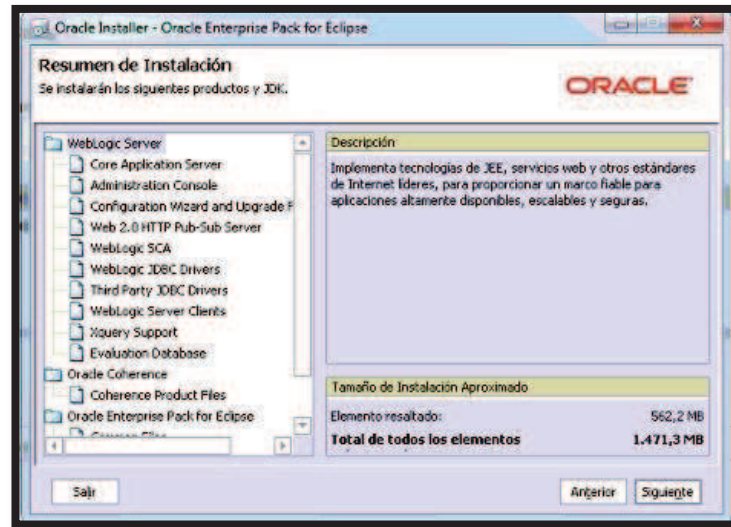 Oracle Installer - Oracle Enterprise Pack for Eclipse
Resumen de Instalación
Se instalarán los siguientes productos y JDK.
ORACLE
WebLogic Server
Core Application Server
Administration Console
Configuration Wizard and Upgrade F
Web 2.0 HTTP Pub-Sub Server
WebLogic SCA
WebLogic JDBC Drivers
Third Party JDBC Drivers
WebLogic Server Clients
Xquery Support
Evaluation Database
Oracle Coherence
Coherence Product Files
Oracle Enterprise Pack for Eclipse
Common Files
Descripción
Implementa tecnologías de JEE, servicios web y otros estándares
de Internet líderes, para proporcionar un marco fiable para
aplicaciones altamente disponibles, escalables y seguras.
Tamaño de Instalación Aproximado
Elemento resaltado: 562,2 MB
Total de todos los elementos 1.471,3 MB
Salir
Anterior
Siguiente